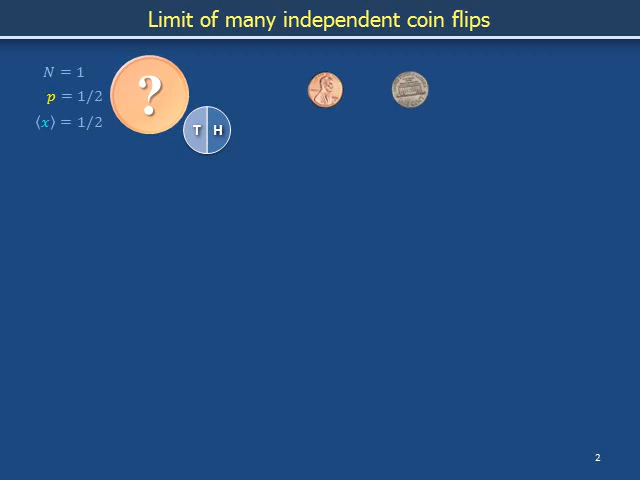 Limit of many independent coin flips
N = 1
p = 1/2
⟨x⟩ = 1/2
?
T H
2